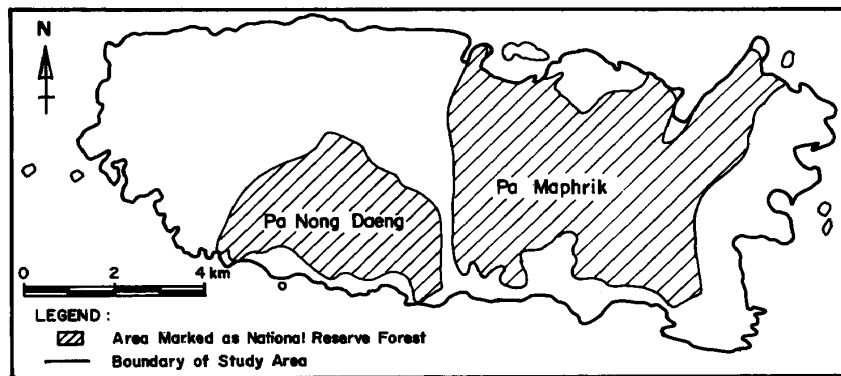 N
Pa Maphrik
Pa Nong Daeng
0 2 4 km
LEGEND :
Area Marked as National Reserve Forest
Boundary of Study Area